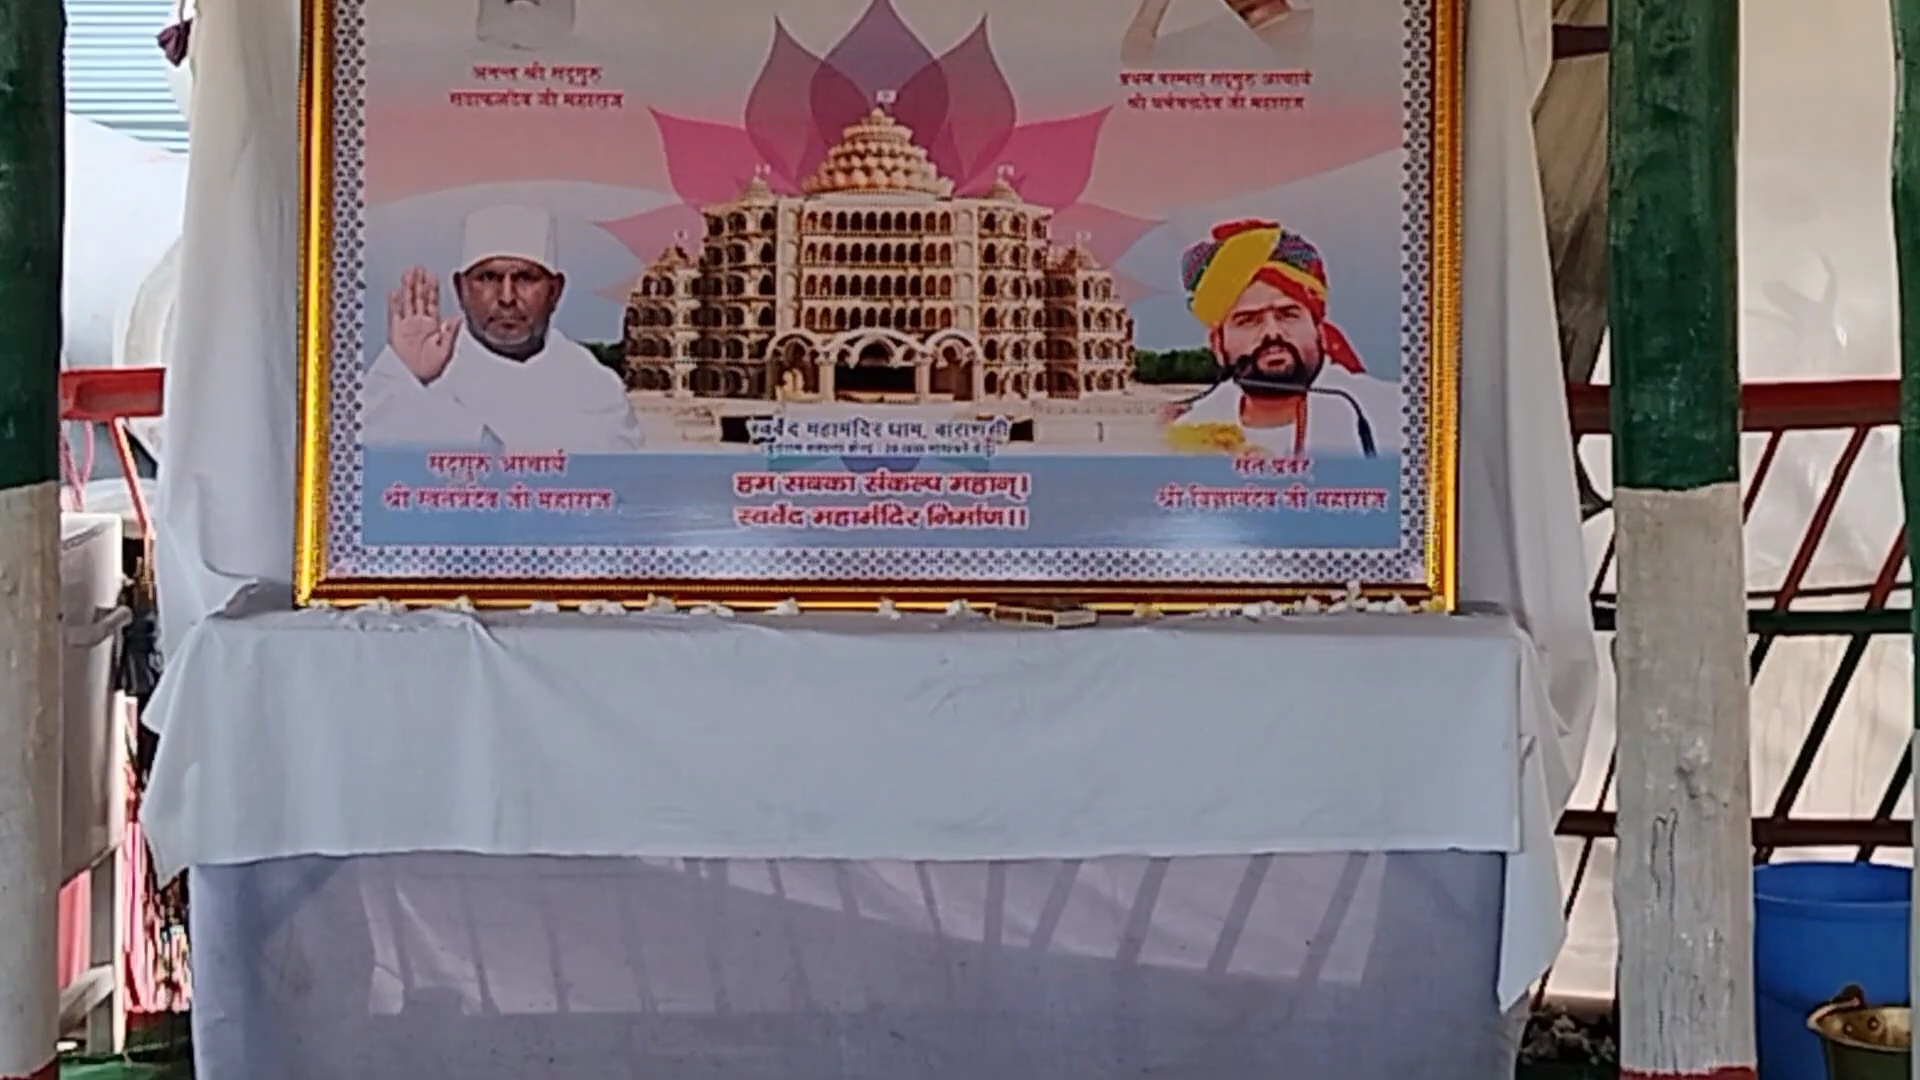 अनन्त श्री सद्गुरु
सदाफलदेव जी महाराज
प्रथम परम्परा सद्गुरु आचार्य
श्री धर्मचन्द्रदेव जी महाराज
स्वर्वेद महामंदिर धाम, वाराणसी
सद्गुरु आचार्य
श्री स्वतंत्रदेव जी महाराज
हम सबका संकल्प महान्।
स्वर्वेद महामंदिर निर्माण।।
संत प्रवर
श्री विज्ञानदेव जी महाराज